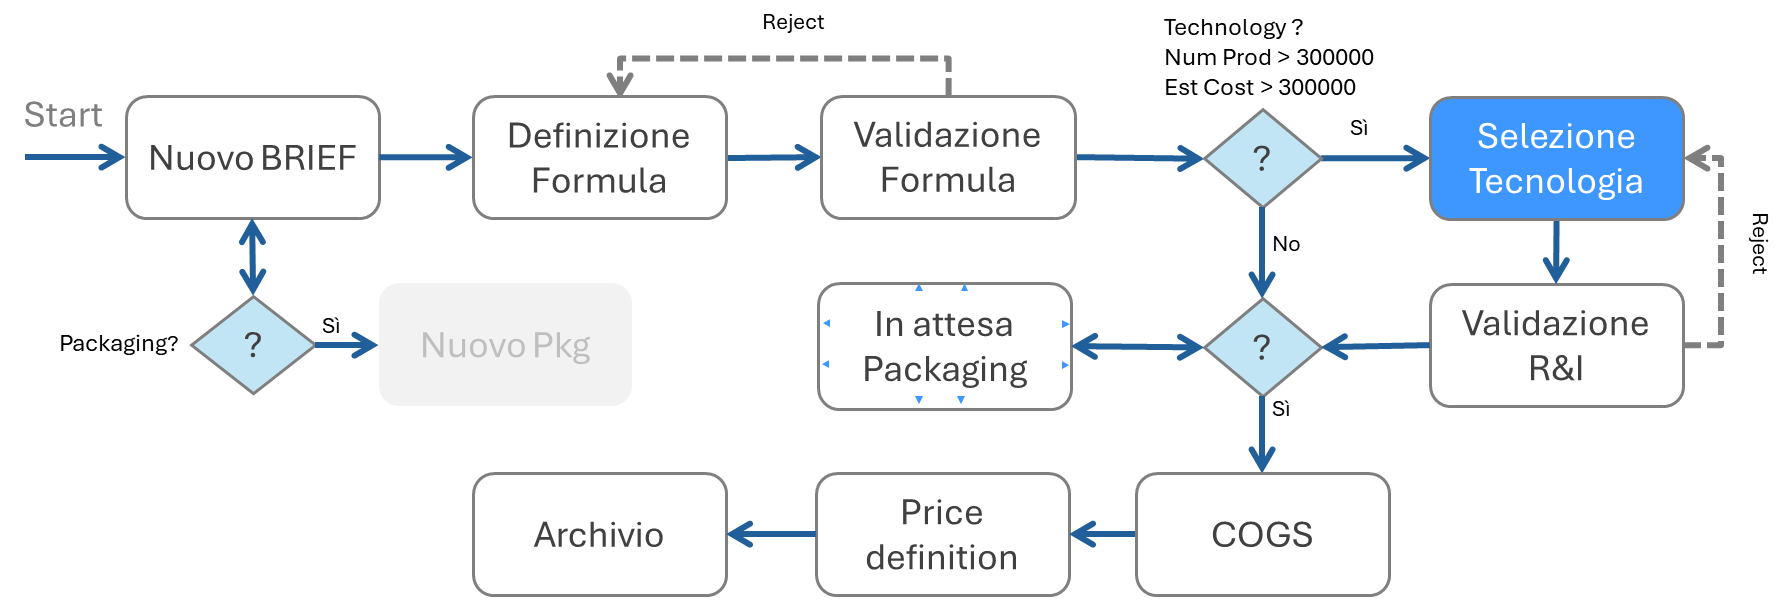 Reject
Technology ?
Num Prod > 300000
Est Cost > 300000
Start
Nuovo BRIEF
Definizione
Formula
Validazione
Formula
?
Sì
Selezione
Tecnologia
Reject
No
Packaging?
?
Sì
Nuovo Pkg
In attesa
Packaging
?
Validazione
R&I
Sì
Archivio
Price
definition
COGS